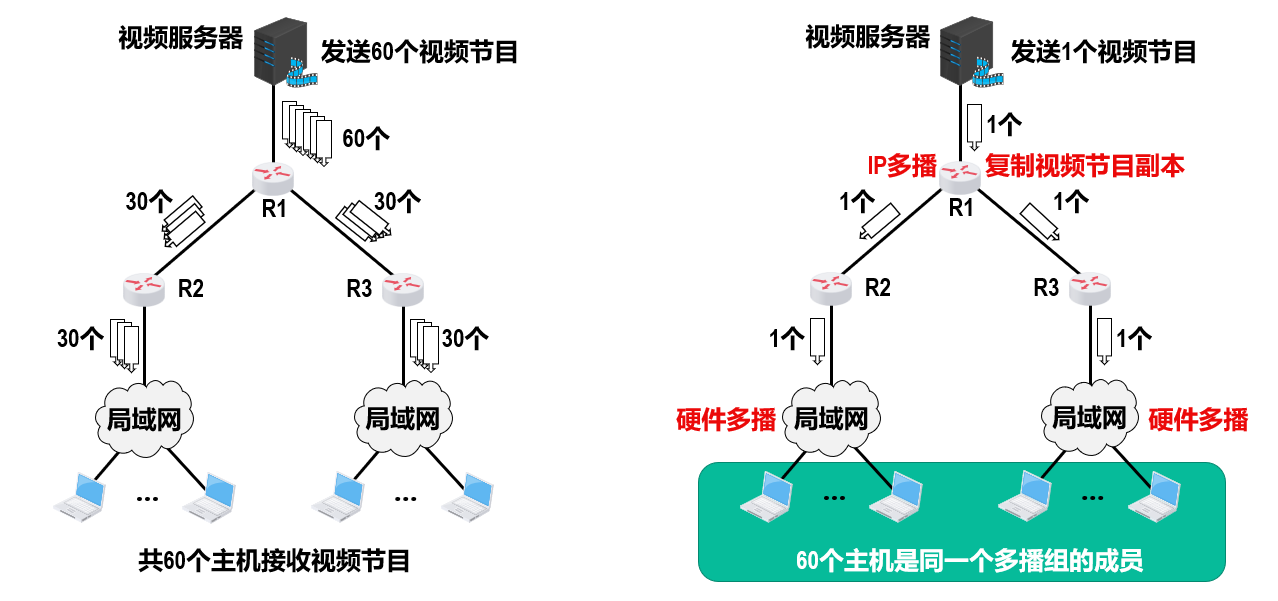 视频服务器
发送60个视频节目
60个
R1
30个
30个
R2
R3
30个
30个
局域网
局域网
...
...
共60个主机接收视频节目
视频服务器
发送1个视频节目
1个
IP多播
复制视频节目副本
R1
1个
1个
R2
R3
1个
1个
硬件多播
局域网
局域网
硬件多播
...
...
60个主机是同一个多播组的成员